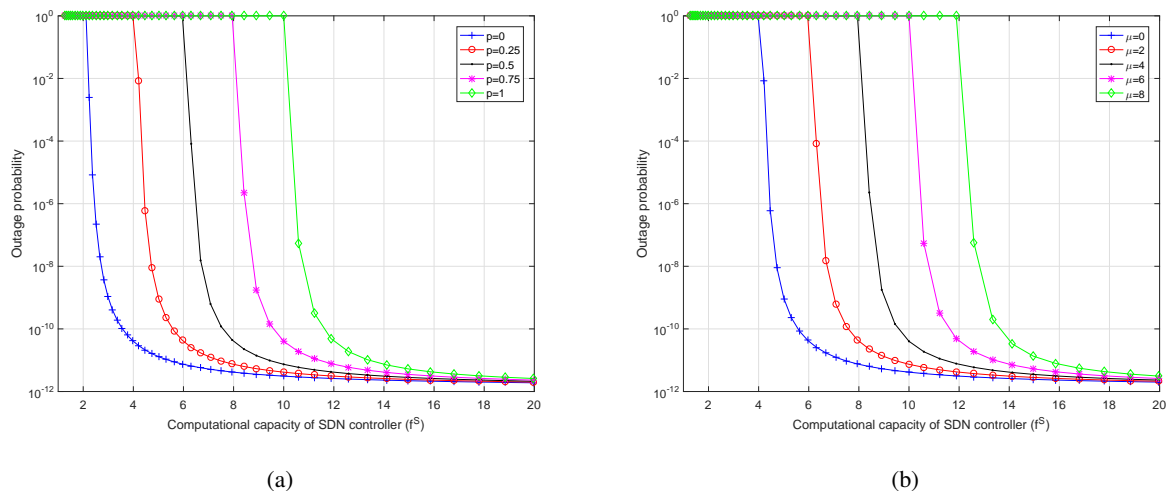 10^0
10^-2
10^-4
10^-6
10^-8
10^-10
10^-12
Outage probability
2 4 6 8 10 12 14 16 18 20
Computational capacity of SDN controller (f^S)
p=0
p=0.25
p=0.5
p=0.75
p=1
(a)
10^0
10^-2
10^-4
10^-6
10^-8
10^-10
10^-12
Outage probability
2 4 6 8 10 12 14 16 18 20
Computational capacity of SDN controller (f^S)
μ=0
μ=2
μ=4
μ=6
μ=8
(b)